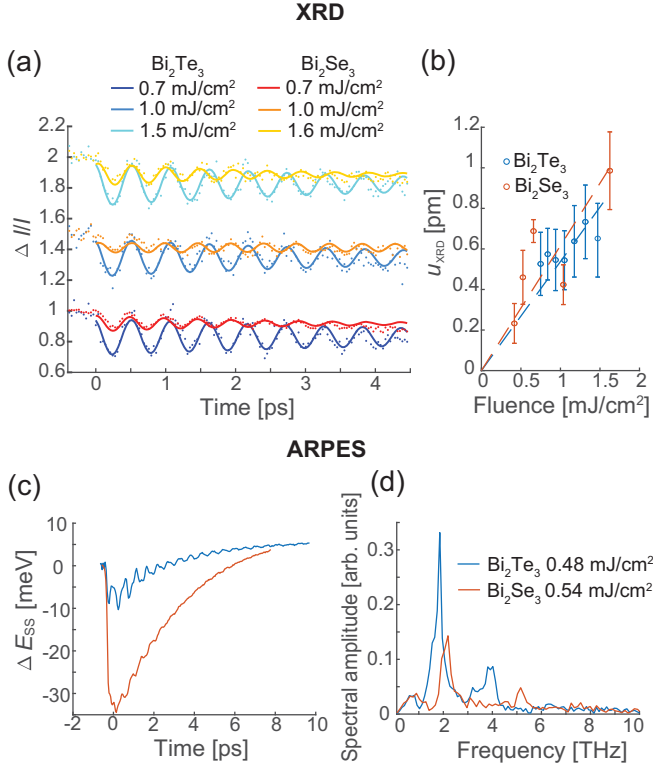 XRD
(a)
Bi₂Te₃ Bi₂Se₃
0.7 mJ/cm² 0.7 mJ/cm²
1.0 mJ/cm² 1.0 mJ/cm²
1.5 mJ/cm² 1.6 mJ/cm²
2.2
2
1.8
1.6
1.4
1.2
1
0.8
0.6
Δ I/I
0 1 2 3 4
Time [ps]
(b)
1.2
1
0.8
0.6
0.4
0
u_XRD [pm]
Bi₂Te₃
Bi₂Se₃
0 0.5 1 1.5 2
Fluence [mJ/cm²]
ARPES
(c)
10
0
-10
-20
-30
Δ E_SS [meV]
-2 0 2 4 6 8 10
Time [ps]
(d)
0.3
0.2
0.1
0
Spectral amplitude [arb. units]
Bi₂Te₃ 0.48 mJ/cm²
Bi₂Se₃ 0.54 mJ/cm²
0 2 4 6 8 10
Frequency [THz]